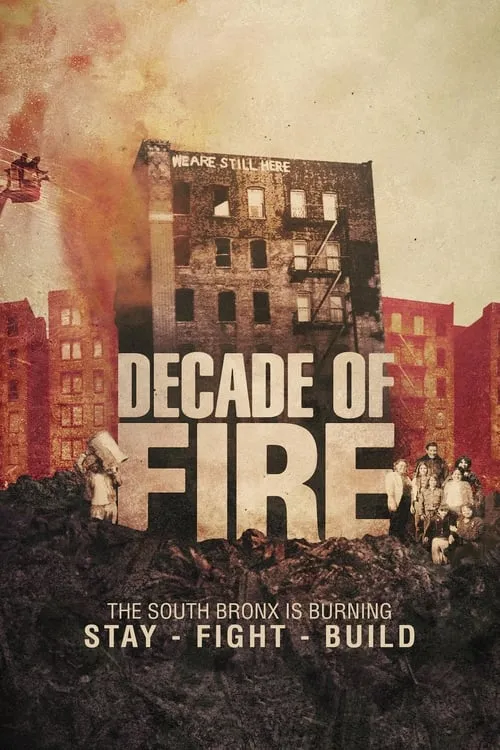 WE ARE STILL HERE
DECADE OF
FIRE
THE SOUTH BRONX IS BURNING
STAY - FIGHT - BUILD